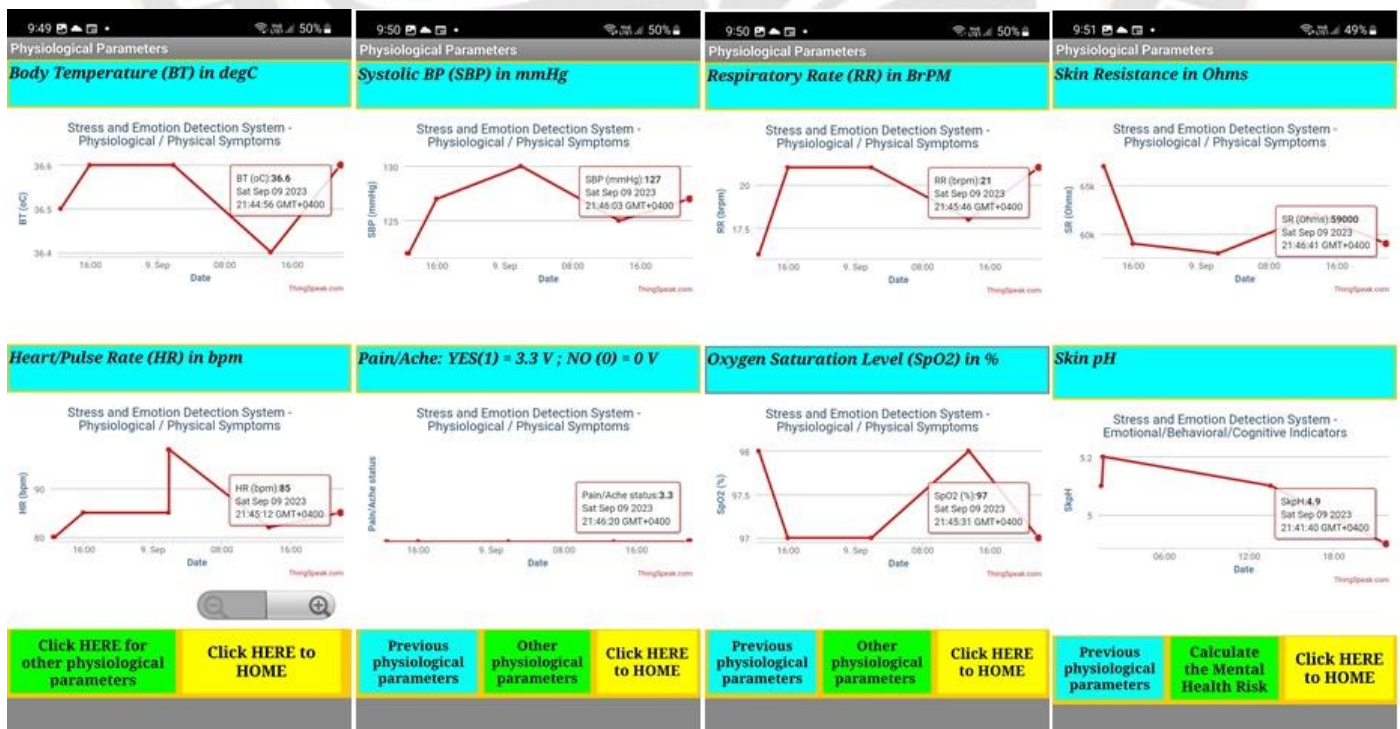 9:49
50%
Physiological Parameters
Body Temperature (BT) in degC
Stress and Emotion Detection System -
Physiological / Physical Symptoms
BT (oC)
36.6
36.5
36.4
BT (oC):36.6
Sat Sep 09 2023
21:44:56 GMT+0400
16:00
9. Sep
08:00
16:00
Date
ThingSpeak.com
Heart/Pulse Rate (HR) in bpm
Stress and Emotion Detection System -
Physiological / Physical Symptoms
HR (bpm)
90
80
HR (bpm):85
Sat Sep 09 2023
21:45:12 GMT+0400
16:00
9. Sep
08:00
16:00
Date
ThingSpeak.com
Click HERE for
other physiological
parameters
Click HERE to
HOME
9:50
50%
Physiological Parameters
Systolic BP (SBP) in mmHg
Stress and Emotion Detection System -
Physiological / Physical Symptoms
SBP (mmHg)
130
125
SBP (mmHg):127
Sat Sep 09 2023
21:46:03 GMT+0400
16:00
9. Sep
08:00
16:00
Date
ThingSpeak.com
Pain/Ache: YES(1) = 3.3 V ; NO (0) = 0 V
Stress and Emotion Detection System -
Physiological / Physical Symptoms
Pain/Ache status
Pain/Ache status:3.3
Sat Sep 09 2023
21:46:20 GMT+0400
16:00
9. Sep
08:00
16:00
Date
ThingSpeak.com
Previous
physiological
parameters
Other
physiological
parameters
Click HERE
to HOME
9:50
50%
Physiological Parameters
Respiratory Rate (RR) in BrPM
Stress and Emotion Detection System -
Physiological / Physical Symptoms
RR (brpm)
20
17.5
RR (brpm):21
Sat Sep 09 2023
21:45:46 GMT+0400
16:00
9. Sep
08:00
16:00
Date
ThingSpeak.com
Oxygen Saturation Level (SpO2) in %
Stress and Emotion Detection System -
Physiological / Physical Symptoms
SpO2 (%)
98
97.5
97
SpO2 (%):97
Sat Sep 09 2023
21:45:31 GMT+0400
16:00
9. Sep
08:00
16:00
Date
ThingSpeak.com
Previous
physiological
parameters
Other
physiological
parameters
Click HERE
to HOME
9:51
49%
Physiological Parameters
Skin Resistance in Ohms
Stress and Emotion Detection System -
Physiological / Physical Symptoms
SR (Ohms)
65k
60k
SR (Ohms):59000
Sat Sep 09 2023
21:46:41 GMT+0400
16:00
9. Sep
08:00
16:00
Date
ThingSpeak.com
Skin pH
Stress and Emotion Detection System -
Emotional/Behavioral/Cognitive Indicators
SkpH
5.2
5
SkpH:4.9
Sat Sep 09 2023
21:41:40 GMT+0400
06:00
12:00
18:00
Date
ThingSpeak.com
Previous
physiological
parameters
Calculate
the Mental
Health Risk
Click HERE
to HOME